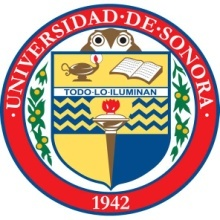 ·UNIVERSIDAD·DE·SONORA·
TODO·LO·ILUMINAN
1942